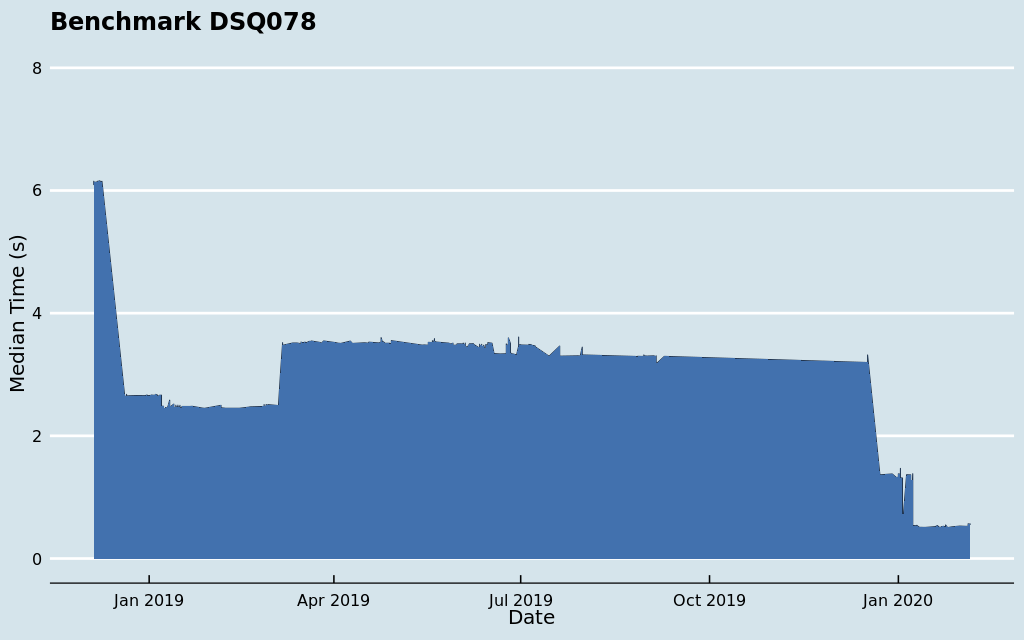 Benchmark DSQ078
Median Time (s)
8
6
4
2
0
Jan 2019
Apr 2019
Jul 2019
Oct 2019
Jan 2020
Date